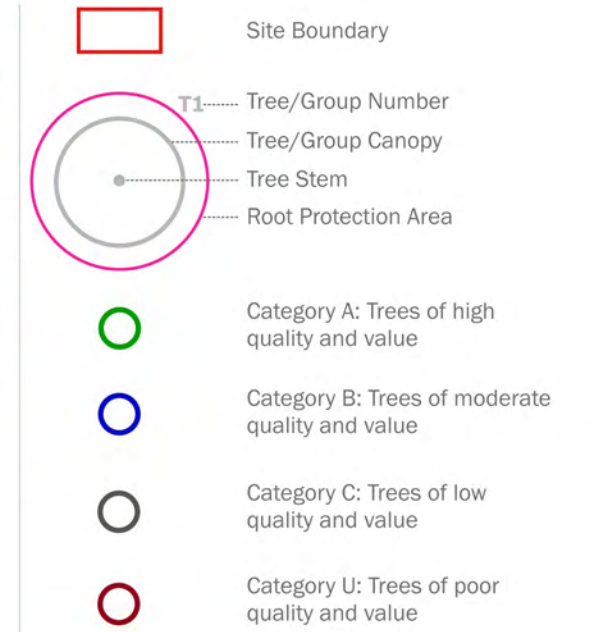 Site Boundary
T1
Tree/Group Number
Tree/Group Canopy
Tree Stem
Root Protection Area
Category A: Trees of high
quality and value
Category B: Trees of moderate
quality and value
Category C: Trees of low
quality and value
Category U: Trees of poor
quality and value